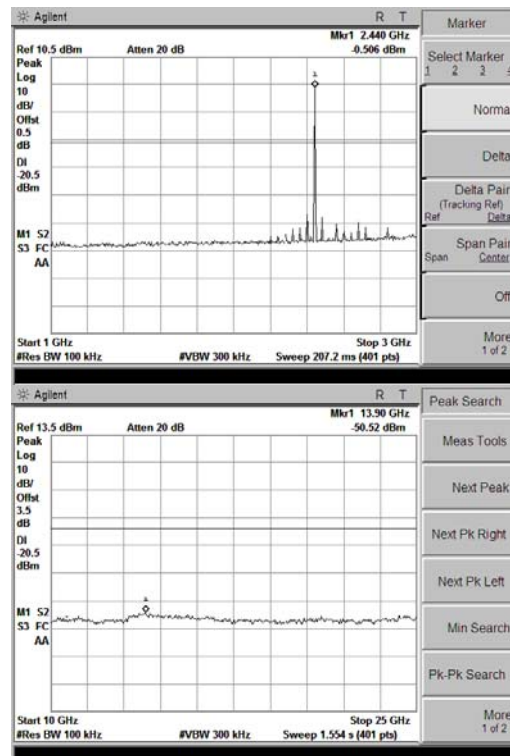 Agilent R T
Mkr1 2.440 GHz
Ref 10.5 dBm Atten 20 dB -0.506 dBm
Peak
Log
10
dB/
Offst
0.5
dB
DI
-20.5
dBm
M1 S2
S3 FC
AA
1
Start 1 GHz Stop 3 GHz
#Res BW 100 kHz #VBW 300 kHz Sweep 207.2 ms (401 pts)
Marker
Select Marker
1 2 3 4
Norma
Delta
Delta Pair
(Tracking Ref)
Ref Delta
Span Pair
Span Center
Off
More
1 of 2
Agilent R T
Mkr1 13.90 GHz
Ref 13.5 dBm Atten 20 dB -50.52 dBm
Peak
Log
10
dB/
Offst
3.5
dB
DI
-20.5
dBm
M1 S2
S3 FC
AA
1
Start 10 GHz Stop 25 GHz
#Res BW 100 kHz #VBW 300 kHz Sweep 1.554 s (401 pts)
Peak Search
Meas Tools
Next Peak
Next Pk Right
Next Pk Left
Min Search
Pk-Pk Search
More
1 of 2